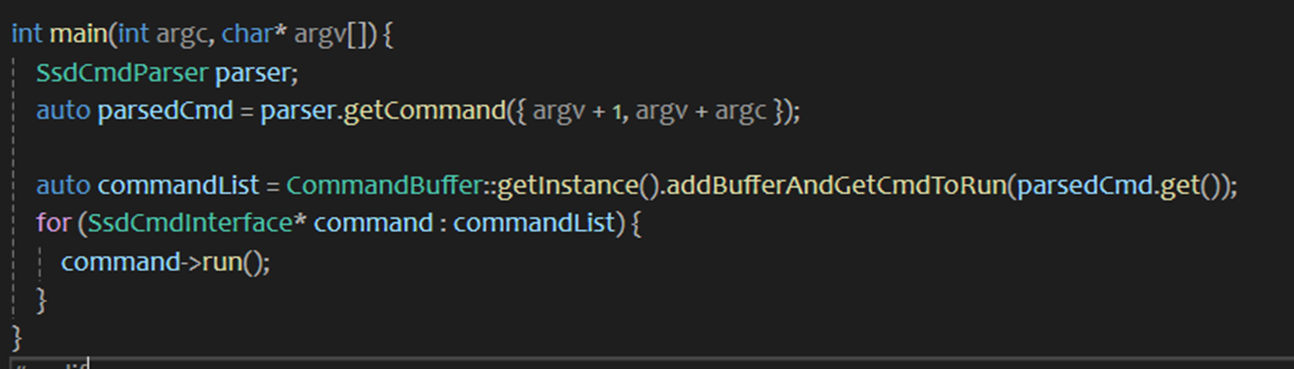 int main(int argc, char* argv[]) {
SsdCmdParser parser;
auto parsedCmd = parser.getCommand({ argv + 1, argv + argc });
auto commandList = CommandBuffer::getInstance().addBufferAndGetCmdToRun(parsedCmd.get());
for (SsdCmdInterface* command : commandList) {
command->run();
}
}